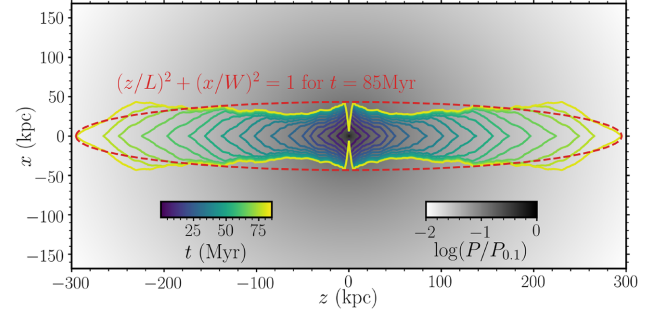 150
100
50
0
−50
−100
−150
x (kpc)
(z/L)² + (x/W)² = 1 for t = 85Myr
25 50 75
t (Myr)
−2 −1 0
log(P/P₀.₁)
−300 −200 −100 0 100 200 300
z (kpc)